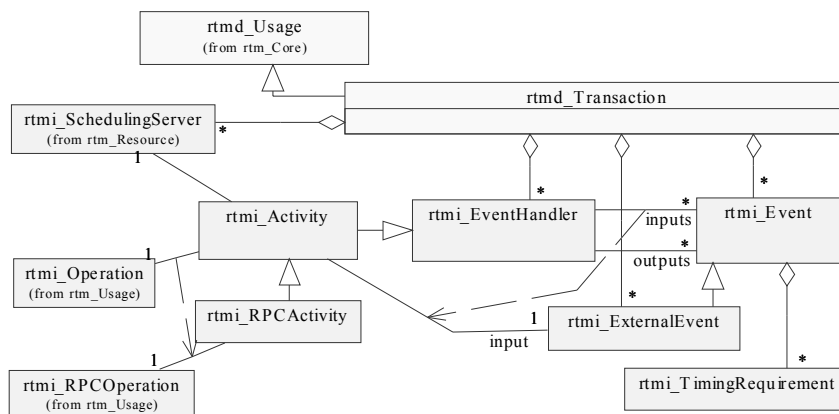 rtmd_Usage
(from rtm_Core)
rtmd_Transaction
rtmi_SchedulingServer
(from rtm_Resource)
*
1
*
*
*
rtmi_Activity
rtmi_EventHandler
*
inputs
*
outputs
rtmi_Event
1
rtmi_Operation
(from rtm_Usage)
rtmi_RPCActivity
*
1
input
rtmi_ExternalEvent
1
rtmi_RPCOperation
(from rtm_Usage)
*
rtmi_TimingRequirement